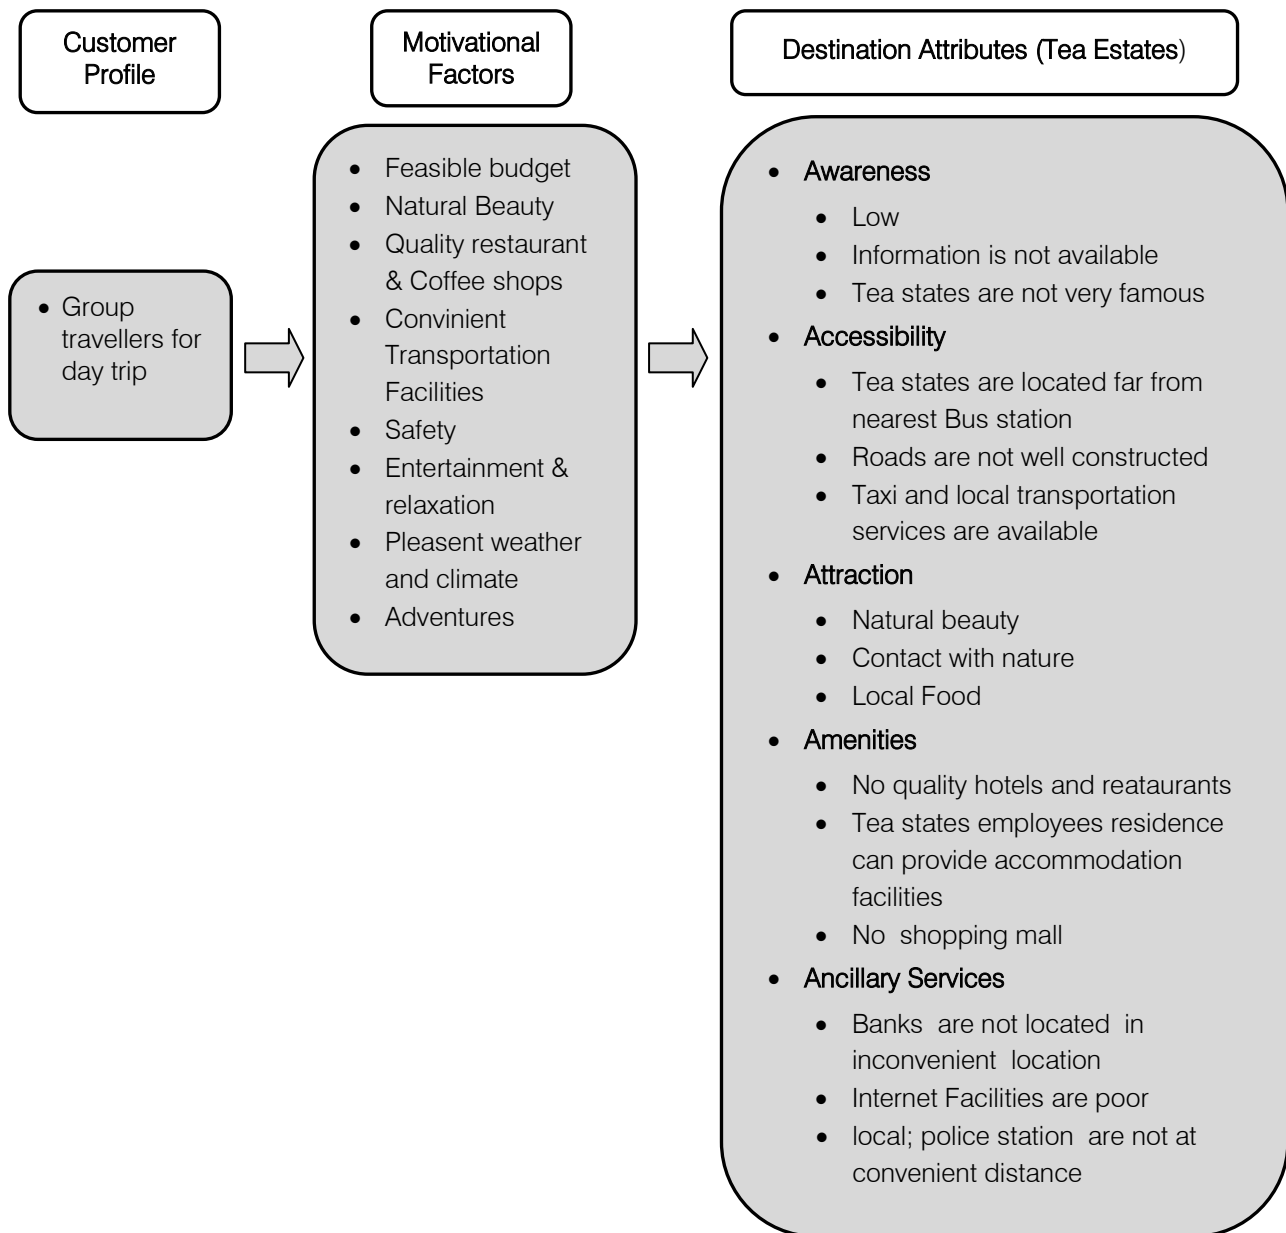 Customer
Profile
Motivational
Factors
Destination Attributes (Tea Estates)
• Group
travellers for
day trip
• Feasible budget
• Natural Beauty
• Quality restaurant
& Coffee shops
• Convinient
Transportation
Facilities
• Safety
• Entertainment &
relaxation
• Pleasent weather
and climate
• Adventures
• Awareness
• Low
• Information is not available
• Tea states are not very famous
• Accessibility
• Tea states are located far from
nearest Bus station
• Roads are not well constructed
• Taxi and local transportation
services are available
• Attraction
• Natural beauty
• Contact with nature
• Local Food
• Amenities
• No quality hotels and reataurants
• Tea states employees residence
can provide accommodation
facilities
• No shopping mall
• Ancillary Services
• Banks are not located in
inconvenient location
• Internet Facilities are poor
• local; police station are not at
convenient distance